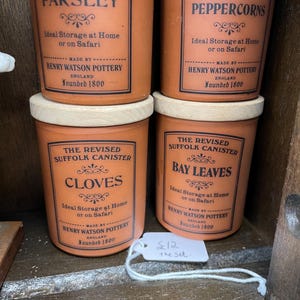 PARSLEY
Ideal Storage at Home
or on Safari
MADE BY
HENRY WATSON POTTERY
ENGLAND
Founded 1800
PEPPERCORNS
Ideal Storage at Home
or on Safari
MADE BY
HENRY WATSON POTTERY
ENGLAND
Founded 1800
THE REVISED
SUFFOLK CANISTER
CLOVES
Ideal Storage at Home
or on Safari
MADE BY
HENRY WATSON POTTERY
ENGLAND
Founded 1800
THE REVISED
SUFFOLK CANISTER
BAY LEAVES
Ideal Storage at Home
or on Safari
MADE BY
HENRY WATSON POTTERY
ENGLAND
Founded 1800
£12
THE SET.